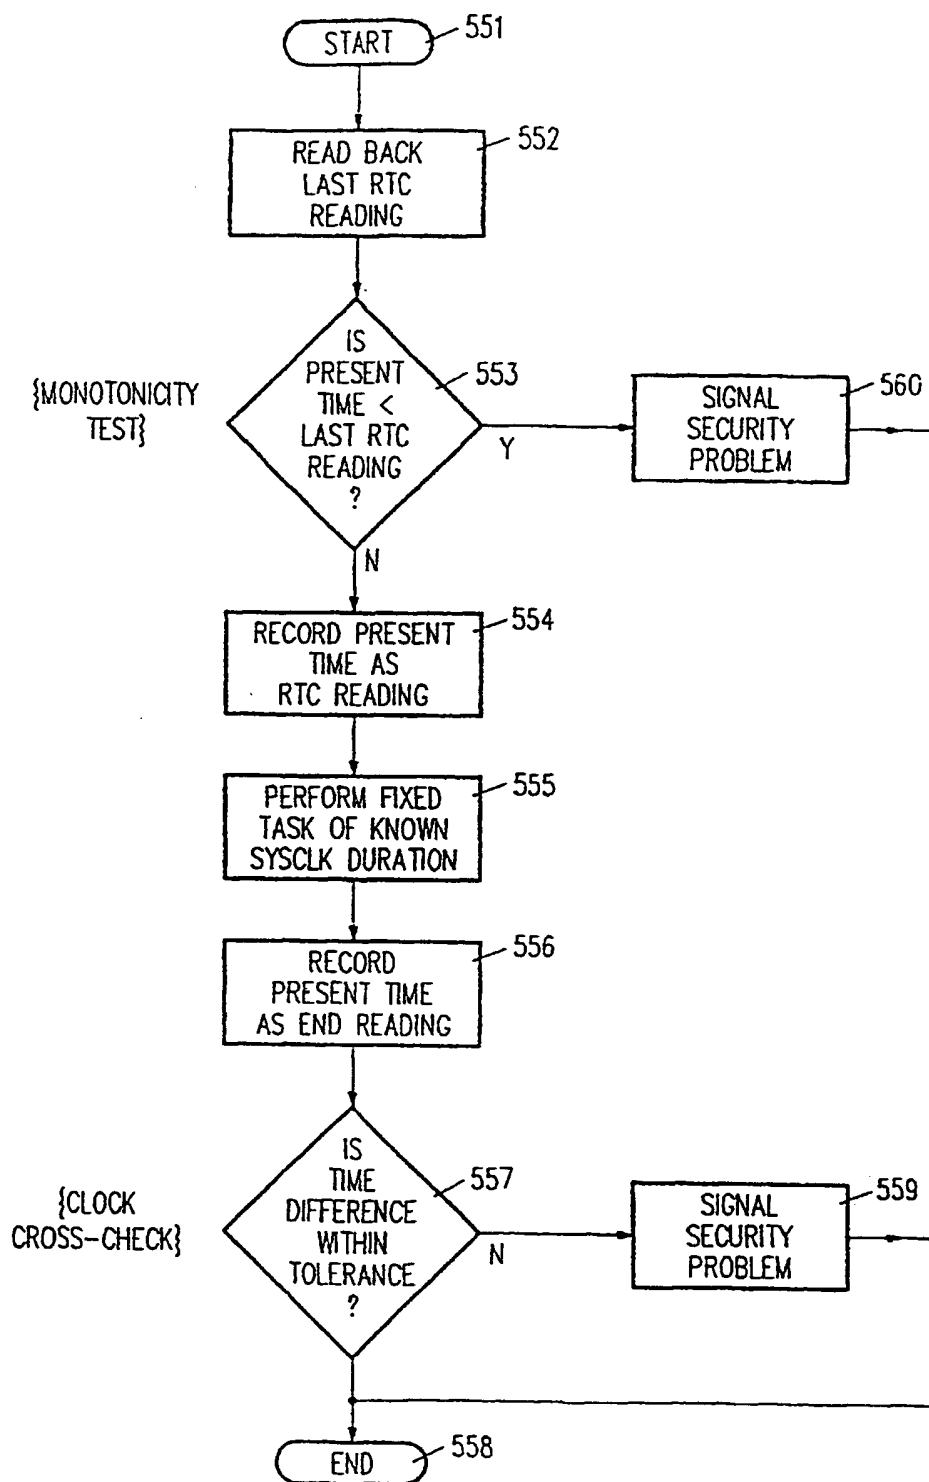 START
551
READ BACK
LAST RTC
READING
552
{MONOTONICITY
TEST}
IS
PRESENT
TIME <
LAST RTC
READING
?
553
Y
N
SIGNAL
SECURITY
PROBLEM
560
RECORD PRESENT
TIME AS
RTC READING
554
PERFORM FIXED
TASK OF KNOWN
SYSCLK DURATION
555
RECORD
PRESENT TIME
AS END READING
556
{CLOCK
CROSS-CHECK}
IS
TIME
DIFFERENCE
WITHIN
TOLERANCE
?
557
N
SIGNAL
SECURITY
PROBLEM
559
END
558